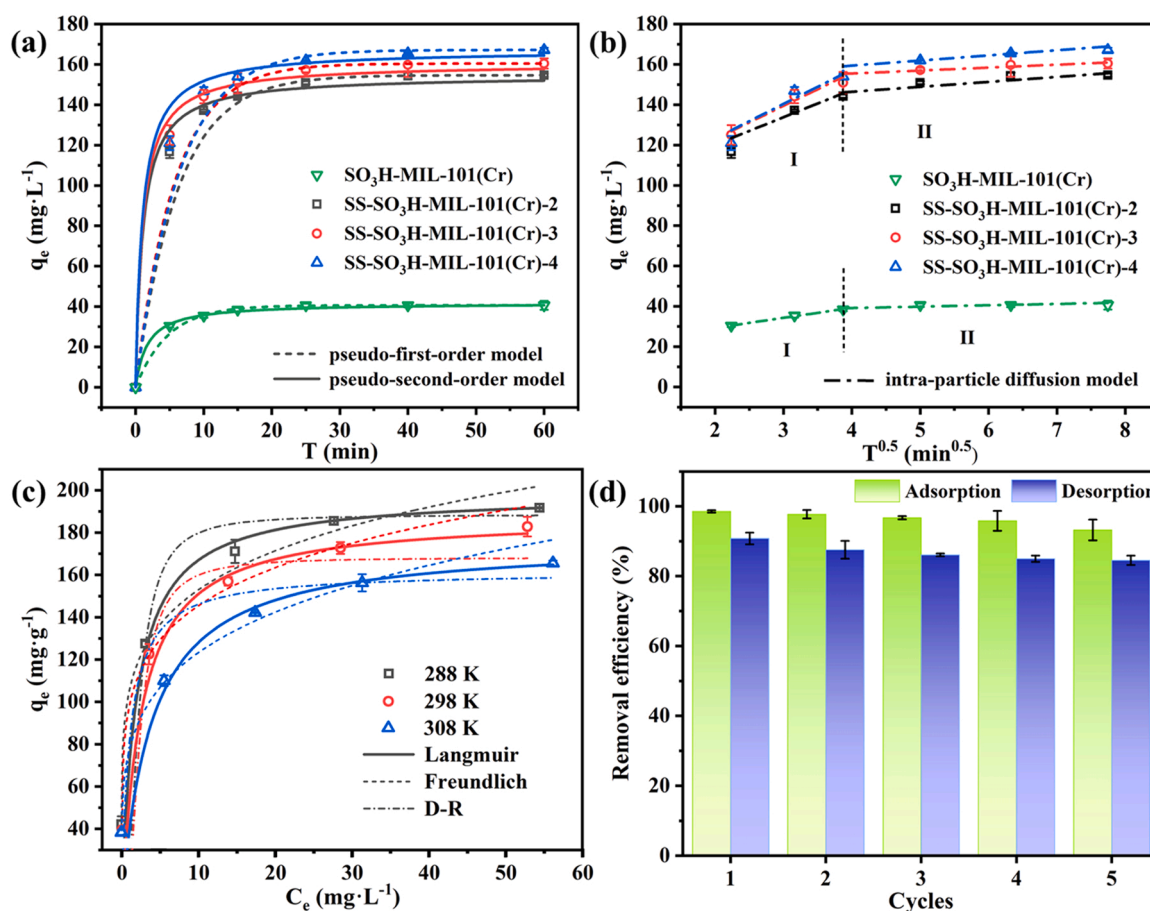 (a)
180
160
140
120
100
80
60
40
20
0
qe (mg·L-1)
SO3H-MIL-101(Cr)
SS-SO3H-MIL-101(Cr)-2
SS-SO3H-MIL-101(Cr)-3
SS-SO3H-MIL-101(Cr)-4
pseudo-first-order model
pseudo-second-order model
0 10 20 30 40 50 60
T (min)
(b)
180
160
140
120
100
80
60
40
20
0
qe (mg·L-1)
I
II
SO3H-MIL-101(Cr)
SS-SO3H-MIL-101(Cr)-2
SS-SO3H-MIL-101(Cr)-3
SS-SO3H-MIL-101(Cr)-4
I
II
intra-particle diffusion model
2 3 4 5 6 7 8
T0.5 (min0.5)
(c)
200
180
160
140
120
100
80
60
40
qe (mg·g-1)
288 K
298 K
308 K
Langmuir
Freundlich
D-R
0 10 20 30 40 50 60
Ce (mg·L-1)
(d)
Adsorption Desorption
100
80
60
40
20
0
Removal efficiency (%)
1 2 3 4 5
Cycles